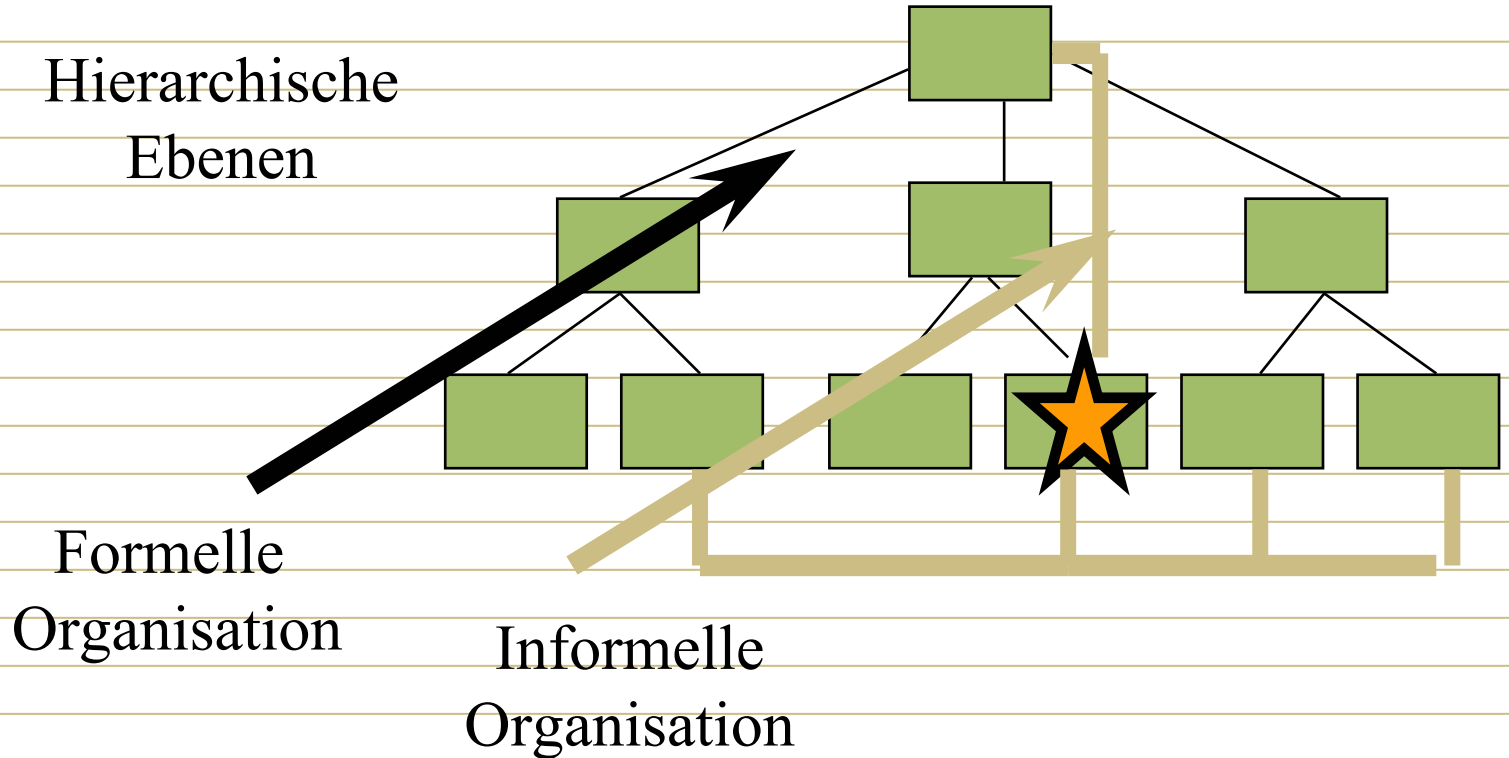 Hierarchische
Ebenen
Formelle
Organisation
Informelle
Organisation